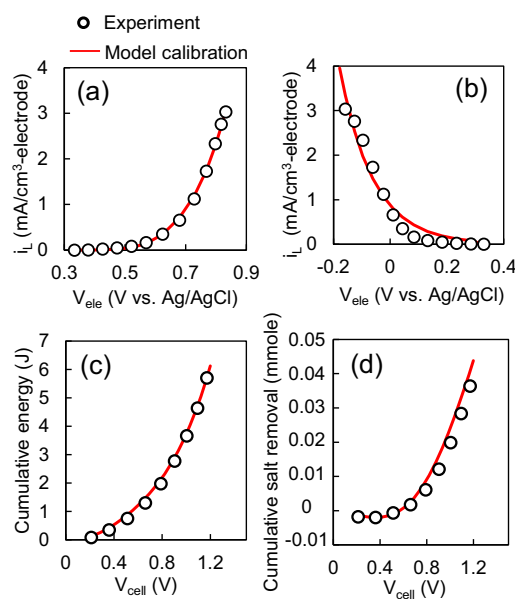 Experiment
Model calibration
(a)
i_L (mA/cm³-electrode)
4
3
2
1
0
0.3 0.5 0.7 0.9
V_ele (V vs. Ag/AgCl)
(b)
i_L (mA/cm³-electrode)
4
3
2
1
0
-0.2 0 0.2 0.4
V_ele (V vs. Ag/AgCl)
(c)
Cumulative energy (J)
7
6
5
4
3
2
1
0
0 0.4 0.8 1.2
V_cell (V)
(d)
Cumulative salt removal (mmole)
0.05
0.04
0.03
0.02
0.01
0
-0.01
0 0.4 0.8 1.2
V_cell (V)